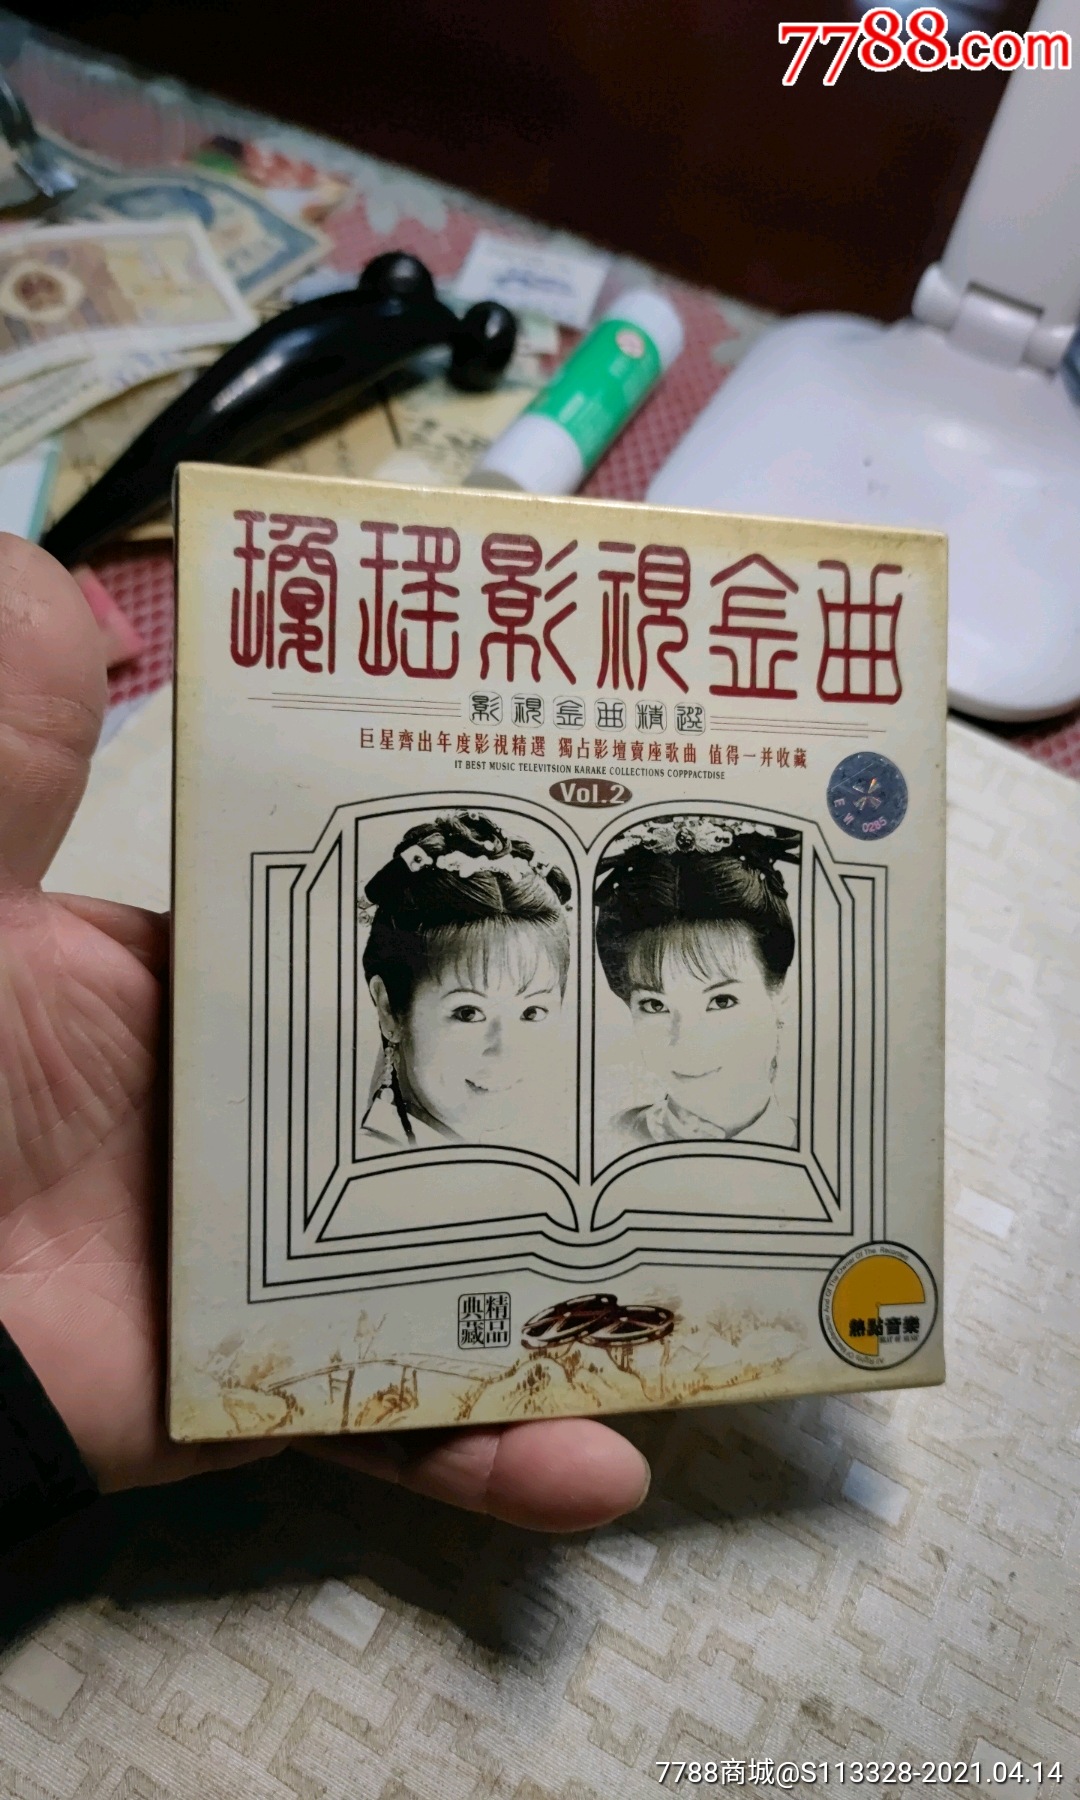 7788.com
瓊瑤影視金曲
影視金曲精選
巨星齊出年度影視精選 獨占影壇賣座歌曲 值得一并收藏
IT BEST MUSIC TELEVITSION KARAKE COLLECTIONS COPPPACTDISE
Vol.2
E VI 0285
精品
典藏
熱點音樂
7788商城@S113328-2021.04.14